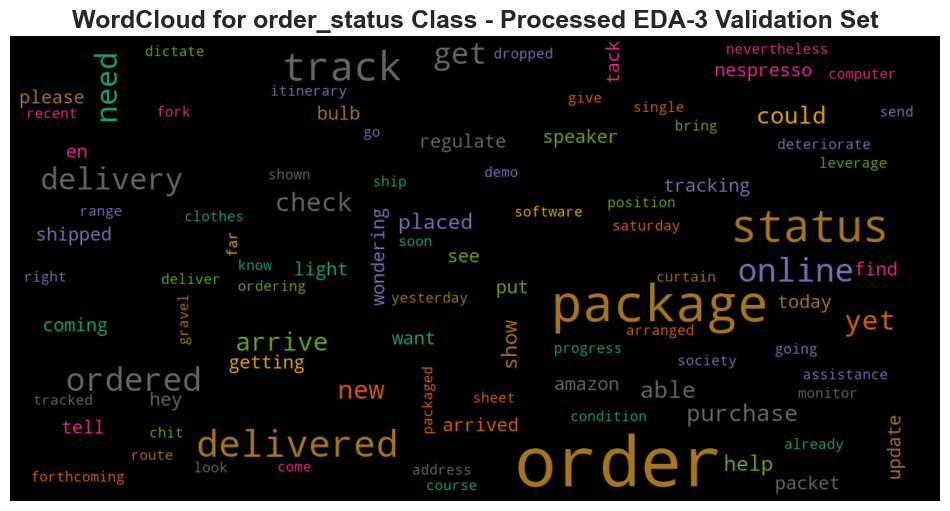 WordCloud for order_status Class - Processed EDA-3 Validation Set
dictate
need
track
get
dropped
tack
nevertheless
nespresso
computer
please
recent
fork
itinerary
bulb
give
single
could
send
go
regulate
speaker
bring
deteriorate
leverage
en
delivery
shown
check
ship
demo
tracking
range
clothes
placed
software
position
saturday
status
shipped
far
wondering
soon
see
right
deliver
know
ordering
light
yesterday
put
curtain
online
find
package
today
gravel
coming
arrive
getting
want
show
arranged
yet
progress
society
going
ordered
tracked
hey
new
packaged
sheet
amazon
able
assistance
monitor
tell
chit
arrived
condition
purchase
update
forthcoming
route
look
delivered
come
address
course
order
help
already
packet